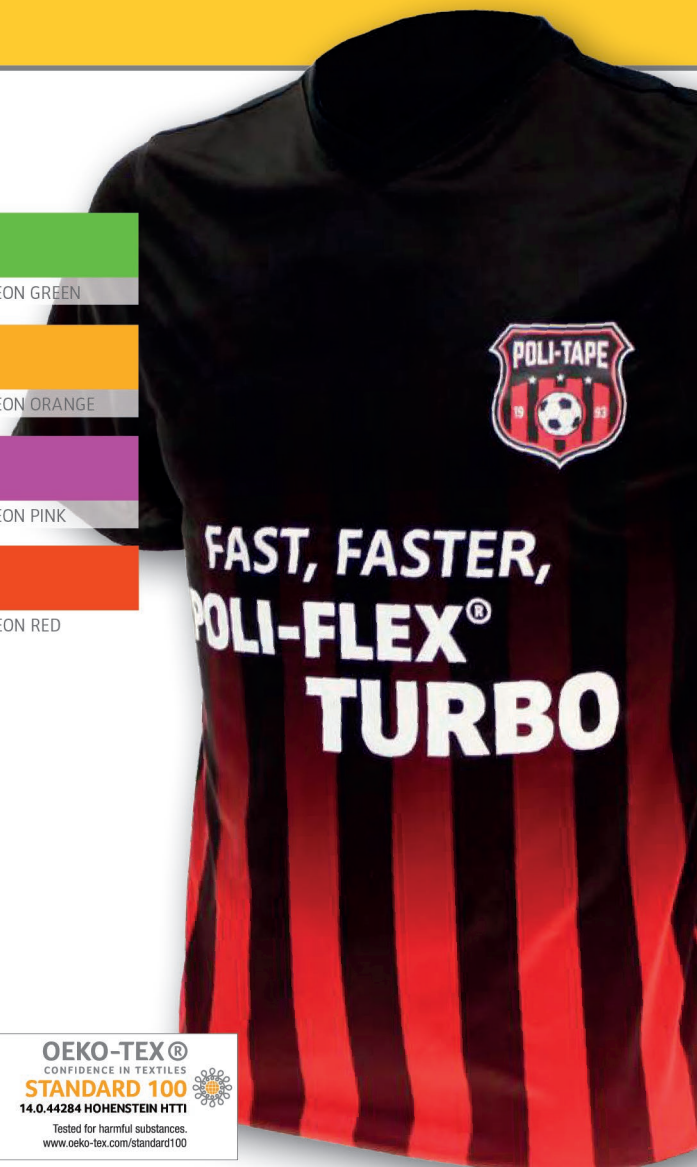 EON GREEN
EON ORANGE
EON PINK
EON RED
POLI-TAPE
19 93
FAST, FASTER,
POLI-FLEX®
TURBO
OEKO-TEX®
CONFIDENCE IN TEXTILES
STANDARD 100
14.0.44284 HOHENSTEIN HTTI
Tested for harmful substances.
www.oeko-tex.com/standard100